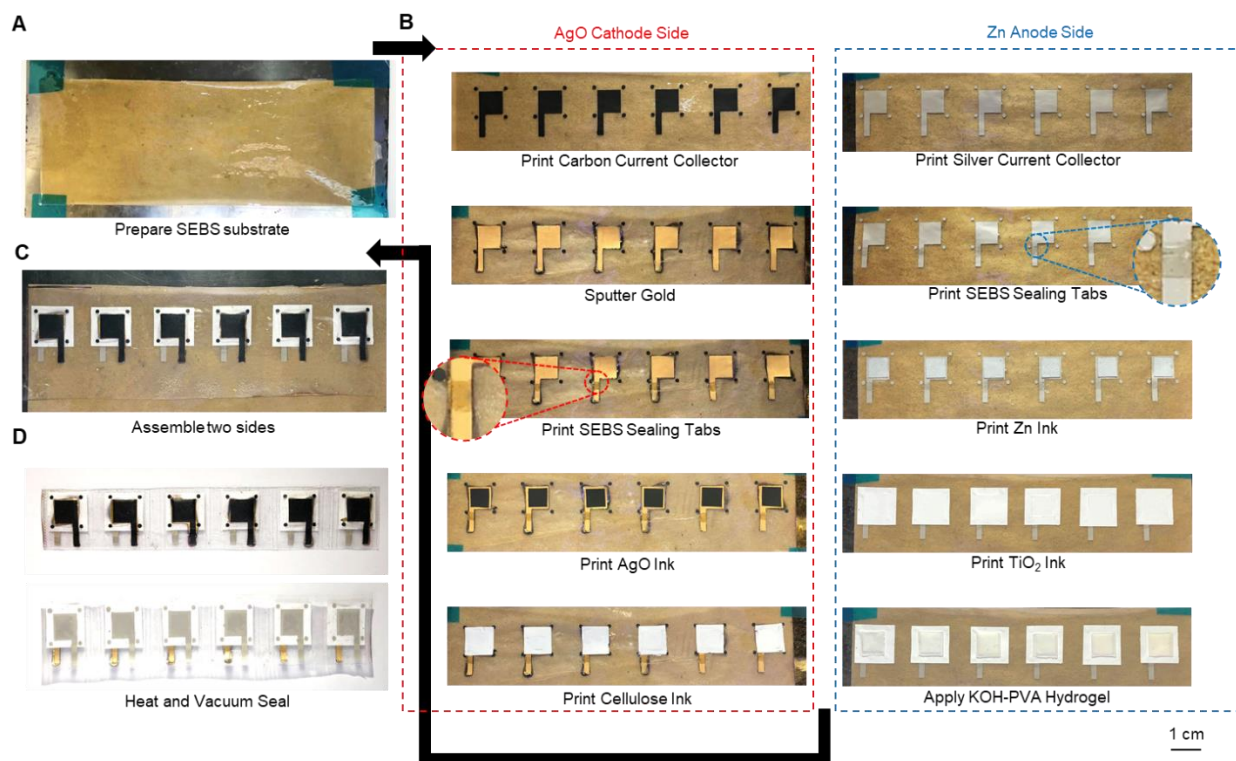 A
Prepare SEBS substrate
B
AgO Cathode Side
Print Carbon Current Collector
Sputter Gold
Print SEBS Sealing Tabs
Print AgO Ink
Print Cellulose Ink
Zn Anode Side
Print Silver Current Collector
Print SEBS Sealing Tabs
Print Zn Ink
Print TiO₂ Ink
Apply KOH-PVA Hydrogel
C
Assemble two sides
D
Heat and Vacuum Seal
1 cm